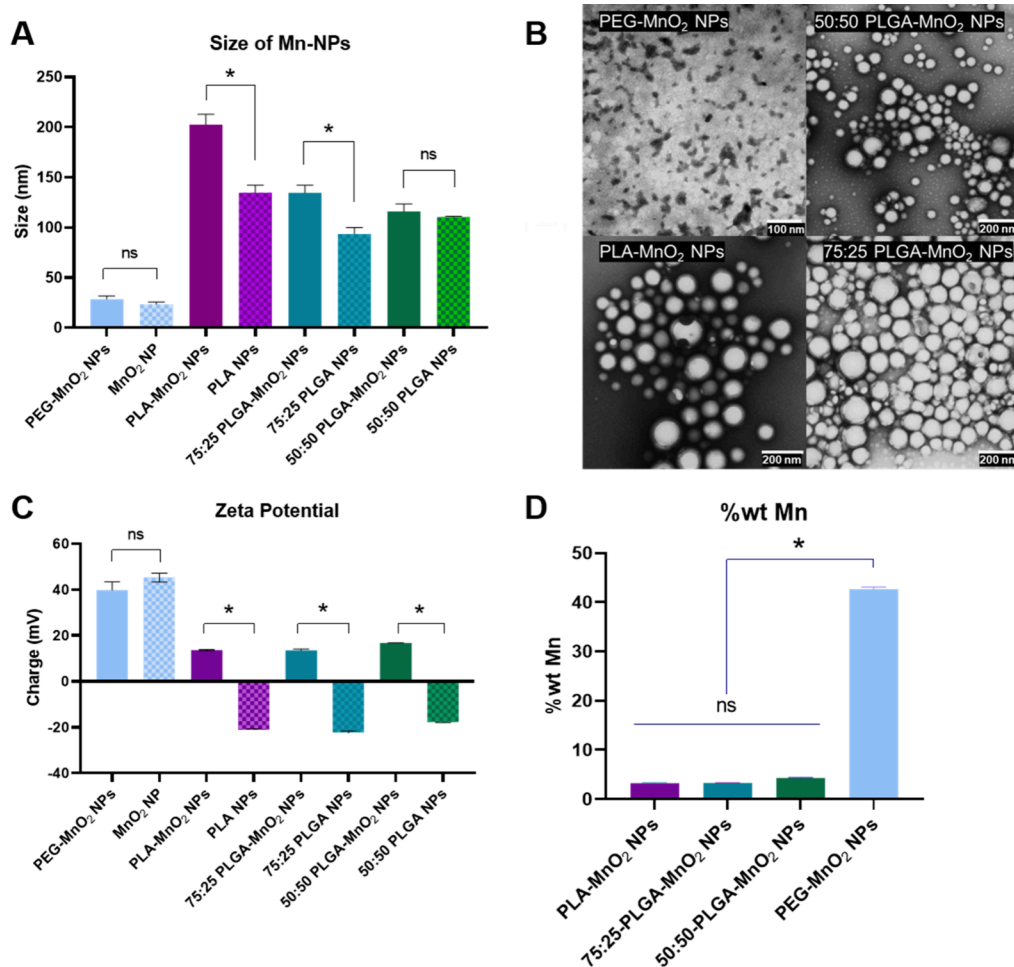 A
Size of Mn-NPs
Size (nm)
250
200
150
100
50
0
ns
*
*
ns
PEG-MnO₂ NPs
MnO₂ NP
PLA-MnO₂ NPs
PLA NPs
75:25 PLGA-MnO₂ NPs
75:25 PLGA NPs
50:50 PLGA-MnO₂ NPs
50:50 PLGA NPs
B
PEG-MnO₂ NPs
100 nm
50:50 PLGA-MnO₂ NPs
200 nm
PLA-MnO₂ NPs
200 nm
75:25 PLGA-MnO₂ NPs
200 nm
C
Zeta Potential
Charge (mV)
60
40
20
0
-20
-40
ns
*
*
*
PEG-MnO₂ NPs
MnO₂ NP
PLA-MnO₂ NPs
PLA NPs
75:25 PLGA-MnO₂ NPs
75:25 PLGA NPs
50:50 PLGA-MnO₂ NPs
50:50 PLGA NPs
D
%wt Mn
%wt Mn
50
40
30
20
10
0
*
ns
PLA-MnO₂ NPs
75:25-PLGA-MnO₂ NPs
50:50-PLGA-MnO₂ NPs
PEG-MnO₂ NPs